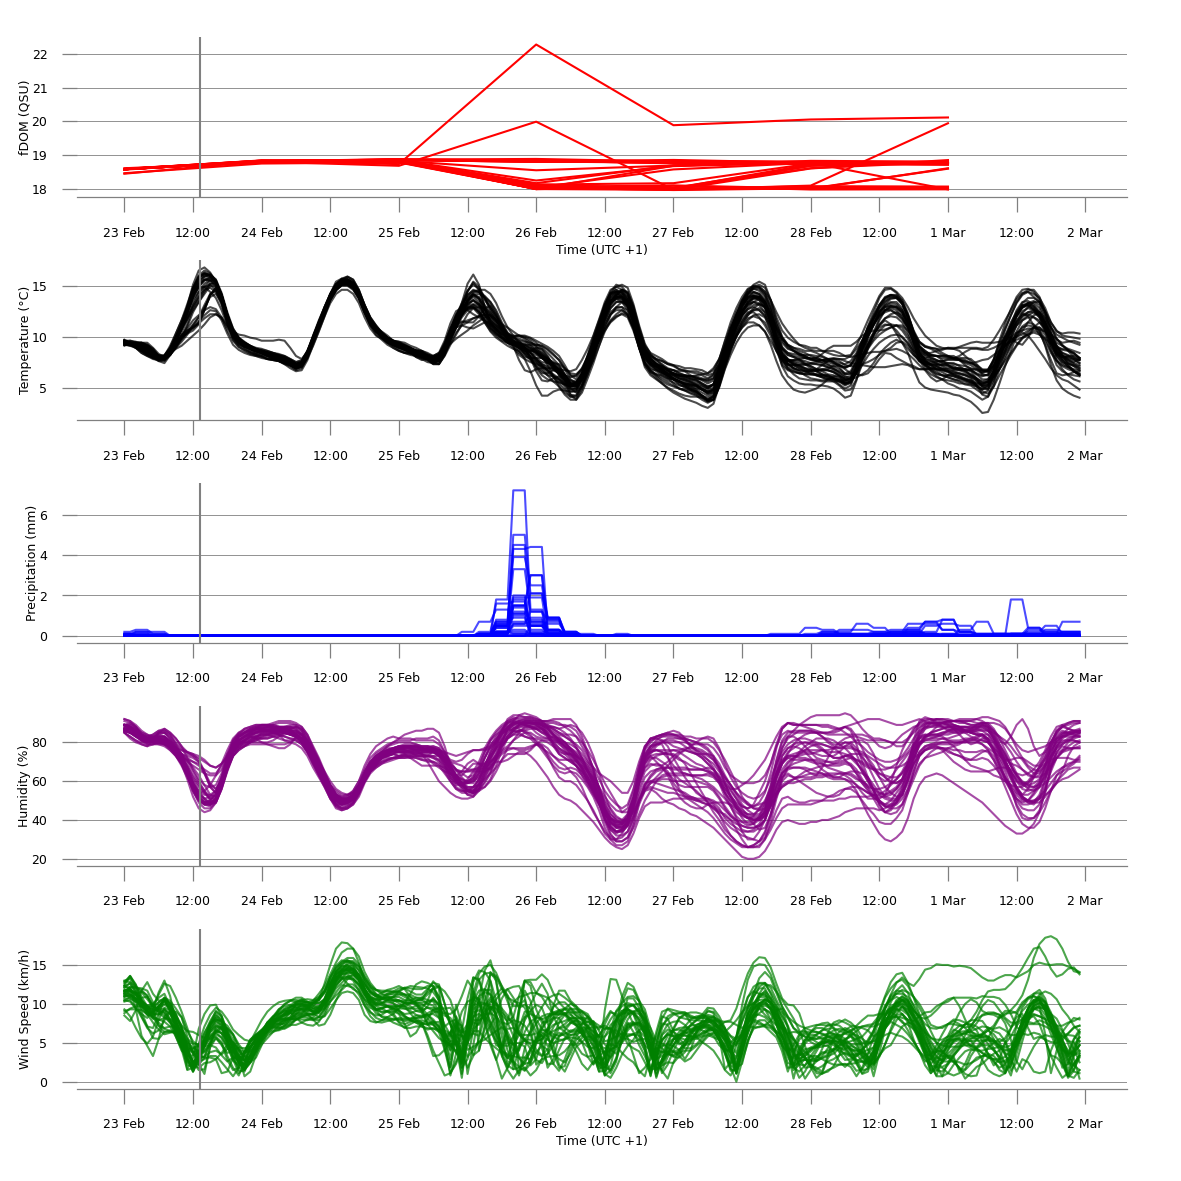 fDOM (QSU)
22
21
20
19
18
23 Feb 12:00 24 Feb 12:00 25 Feb 12:00 26 Feb 12:00 27 Feb 12:00 28 Feb 12:00 1 Mar 12:00 2 Mar
Time (UTC +1)
Temperature (°C)
15
10
5
23 Feb 12:00 24 Feb 12:00 25 Feb 12:00 26 Feb 12:00 27 Feb 12:00 28 Feb 12:00 1 Mar 12:00 2 Mar
Precipitation (mm)
6
4
2
0
23 Feb 12:00 24 Feb 12:00 25 Feb 12:00 26 Feb 12:00 27 Feb 12:00 28 Feb 12:00 1 Mar 12:00 2 Mar
Humidity (%)
80
60
40
20
23 Feb 12:00 24 Feb 12:00 25 Feb 12:00 26 Feb 12:00 27 Feb 12:00 28 Feb 12:00 1 Mar 12:00 2 Mar
Wind Speed (km/h)
15
10
5
0
23 Feb 12:00 24 Feb 12:00 25 Feb 12:00 26 Feb 12:00 27 Feb 12:00 28 Feb 12:00 1 Mar 12:00 2 Mar
Time (UTC +1)